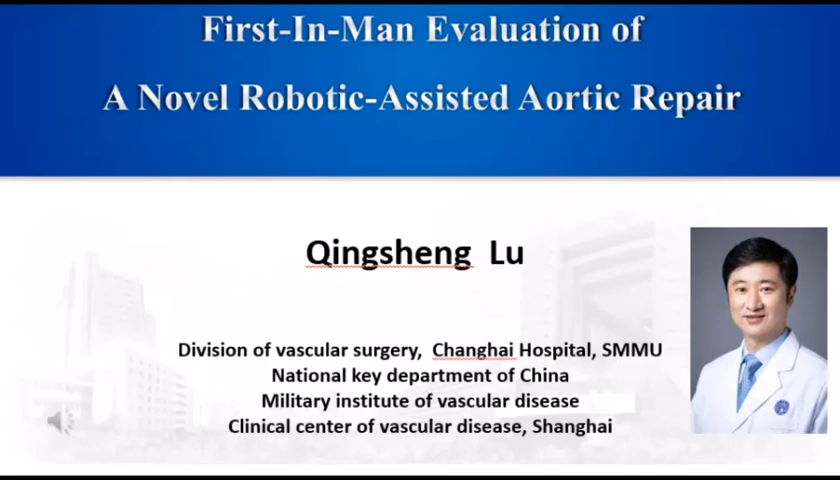 First-In-Man Evaluation of
A Novel Robotic-Assisted Aortic Repair
Qingsheng Lu
Division of vascular surgery, Changhai Hospital, SMMU
National key department of China
Military institute of vascular disease
Clinical center of vascular disease, Shanghai